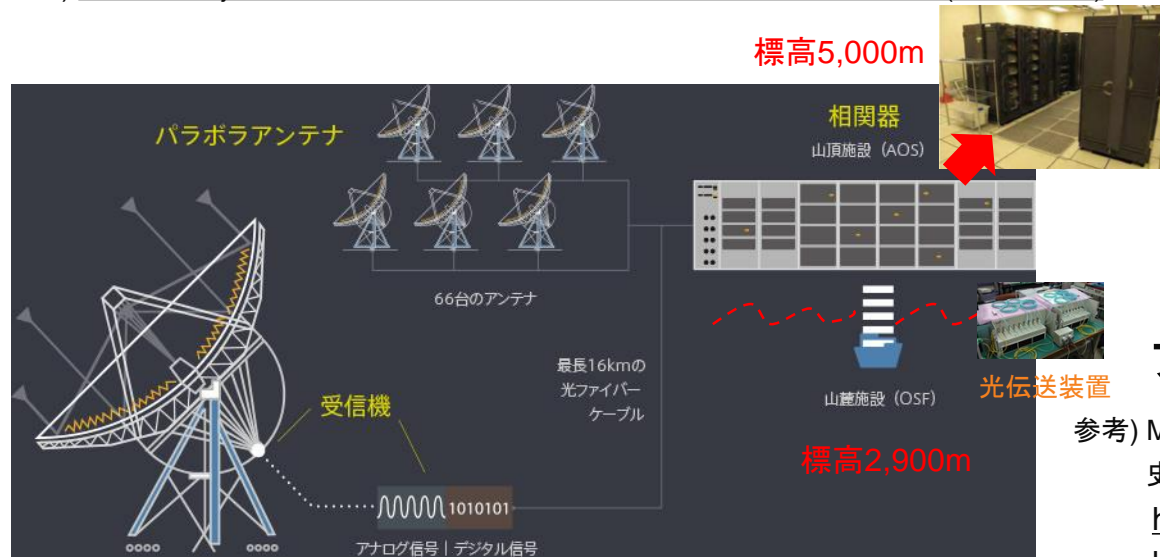 標高5,000m
パラボラアンテナ
相関器
山頂施設（AOS）
66台のアンテナ
最長16kmの
光ファイバー
ケーブル
受信機
山麓施設（OSF）
光伝送装置
標高2,900m
参考)
1010101
アナログ信号｜デジタル信号